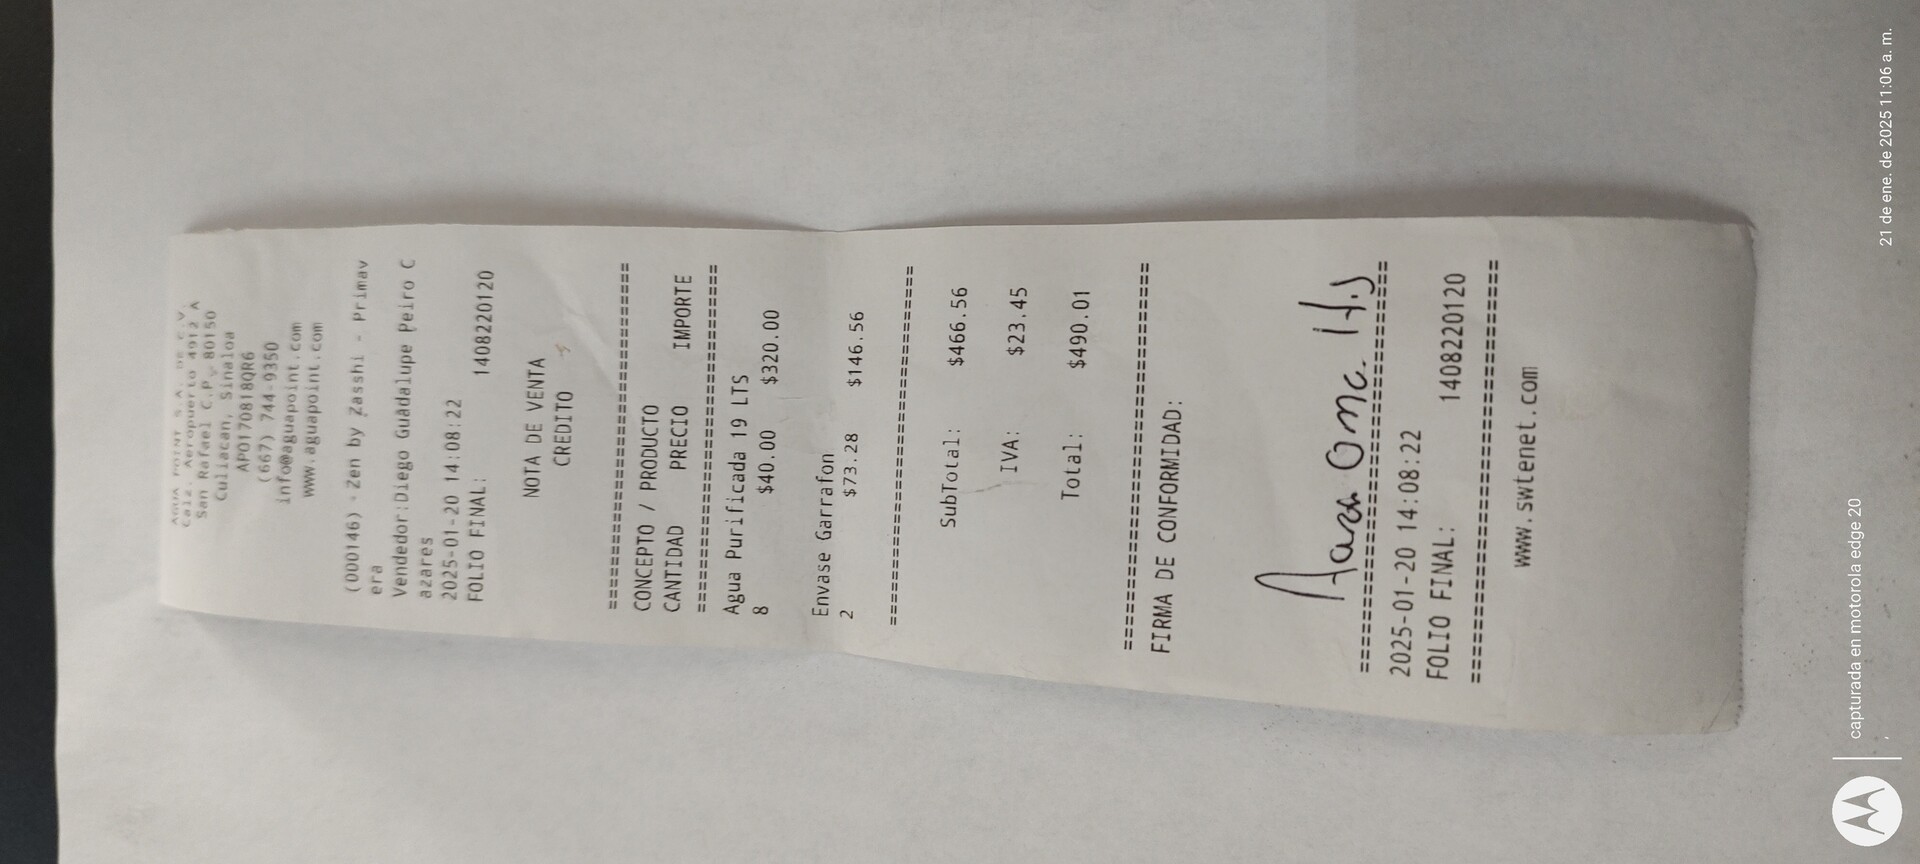 AGUA POINT S.A. DE C.V.
Calz. Aeropuerto 4912 A
San Rafael C.P. 80150
Culiacan, Sinaloa
APO170818QR6
(667) 744-9350
info@aguapoint.com
www.aguapoint.com
(000146) - Zen by Zasshi - Primav
era
Vendedor:Diego Guadalupe Peiro C
azares
2025-01-20 14:08:22
FOLIO FINAL: 1408220120
NOTA DE VENTA
CREDITO
================================
CONCEPTO / PRODUCTO
CANTIDAD PRECIO IMPORTE
================================
Agua Purificada 19 LTS
8 $40.00 $320.00
Envase Garrafon
2 $73.28 $146.56
================================
SubTotal: $466.56
IVA: $23.45
Total: $490.01
================================
FIRMA DE CONFORMIDAD:
================================
2025-01-20 14:08:22
FOLIO FINAL: 1408220120
================================
www.swtenet.com
capturada en motorola edge 20
21 de ene. de 2025 11:06 a. m.